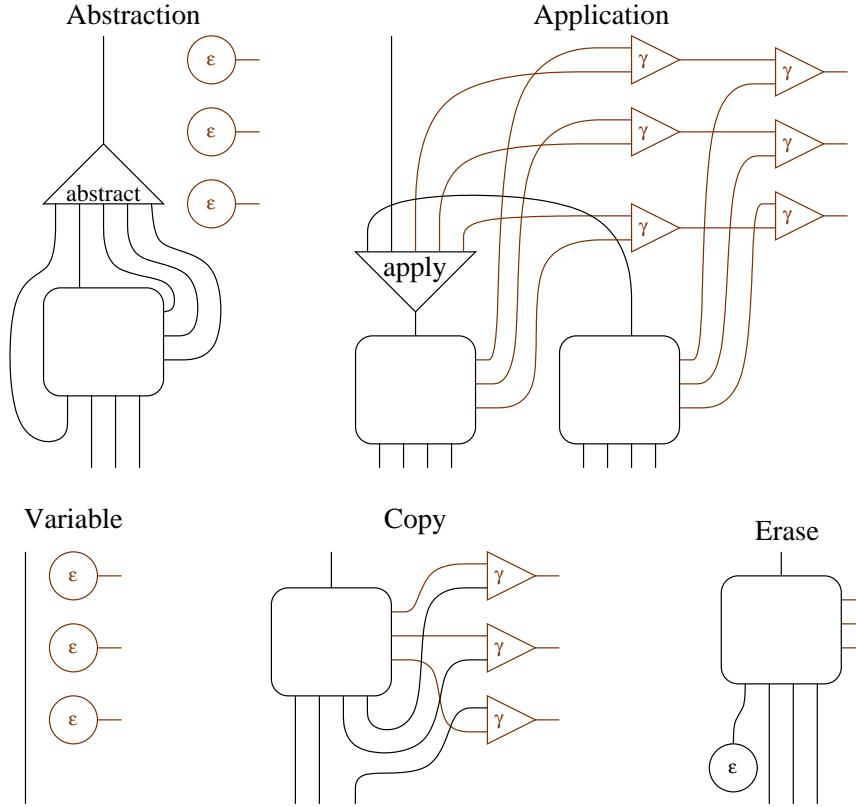 Abstraction
Application
ε
γ
γ
ε
γ
γ
abstract
ε
γ
γ
apply
Variable
Copy
Erase
ε
γ
ε
γ
ε
γ
ε